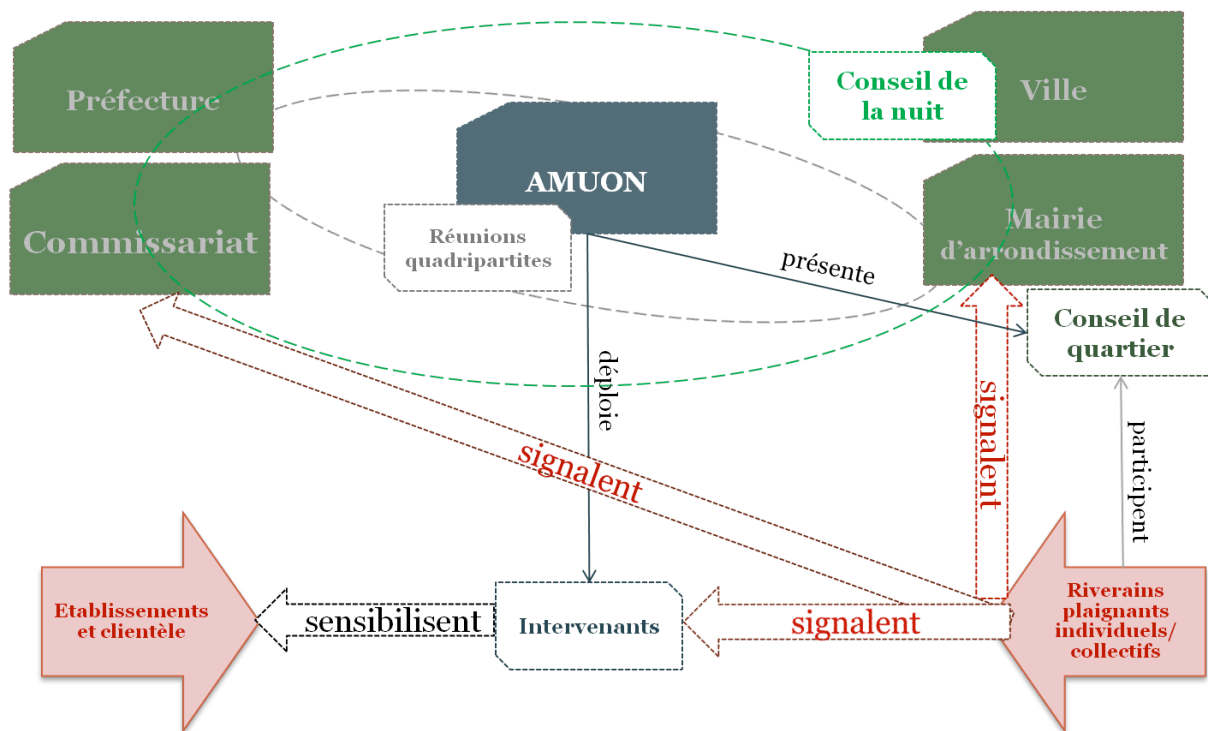 Préfecture
Conseil de
la nuit
Ville
AMUON
Commissariat
Réunions
quadripartites
Mairie
d'arrondissement
présente
Conseil de
quartier
déploie
signalent
signalent
participent
Etablissements
et clientèle
sensibilisent
Intervenants
signalent
Riverains
plaignants
individuels/
collectifs